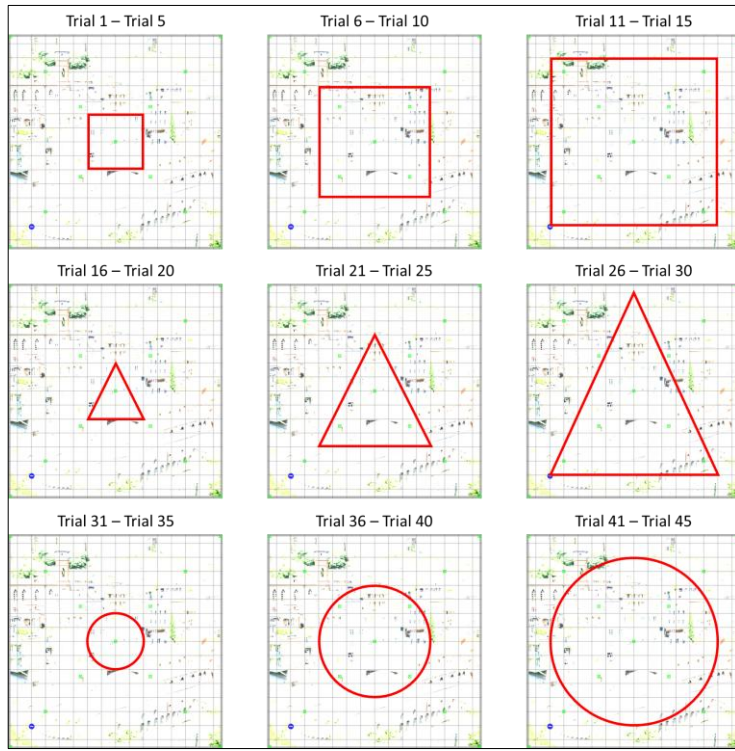 Trial 1 – Trial 5
Trial 6 – Trial 10
Trial 11 – Trial 15
Trial 16 – Trial 20
Trial 21 – Trial 25
Trial 26 – Trial 30
Trial 31 – Trial 35
Trial 36 – Trial 40
Trial 41 – Trial 45